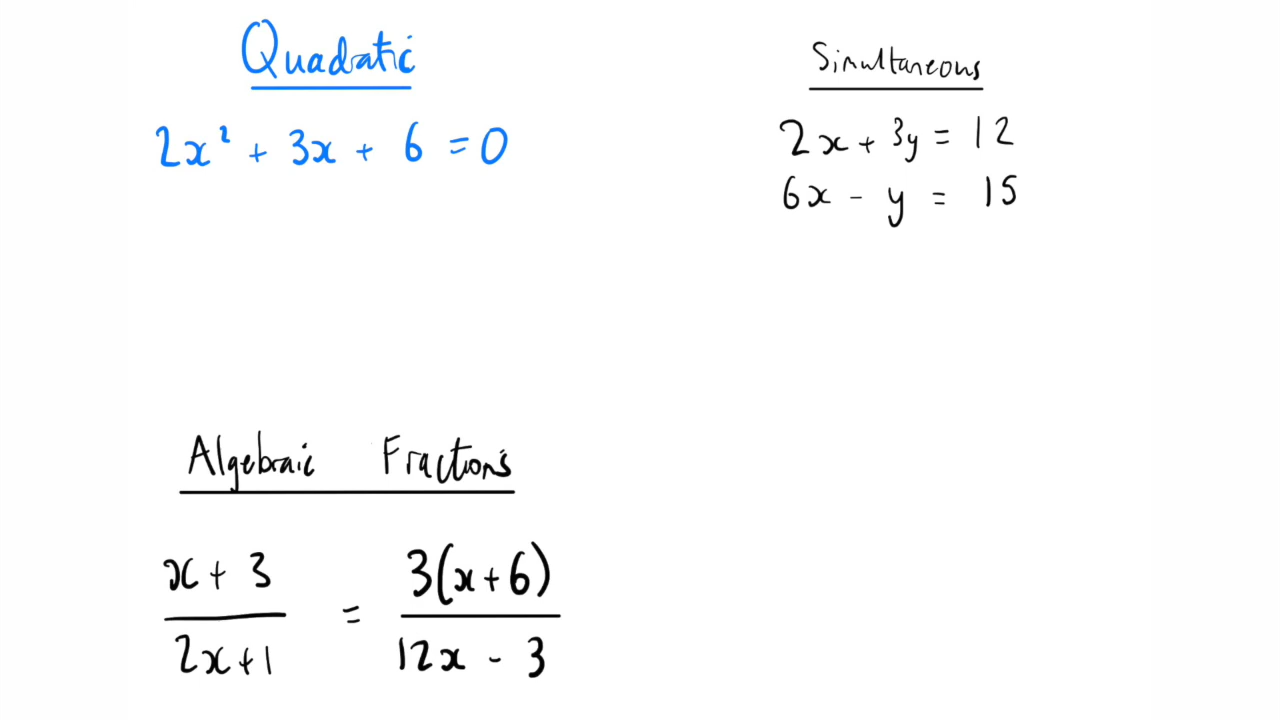 Quadratic
2x² + 3x + 6 = 0
Simultaneous
2x + 3y = 12
6x - y = 15
Algebraic Fractions
x + 3 / 2x + 1 = 3(x + 6) / 12x - 3